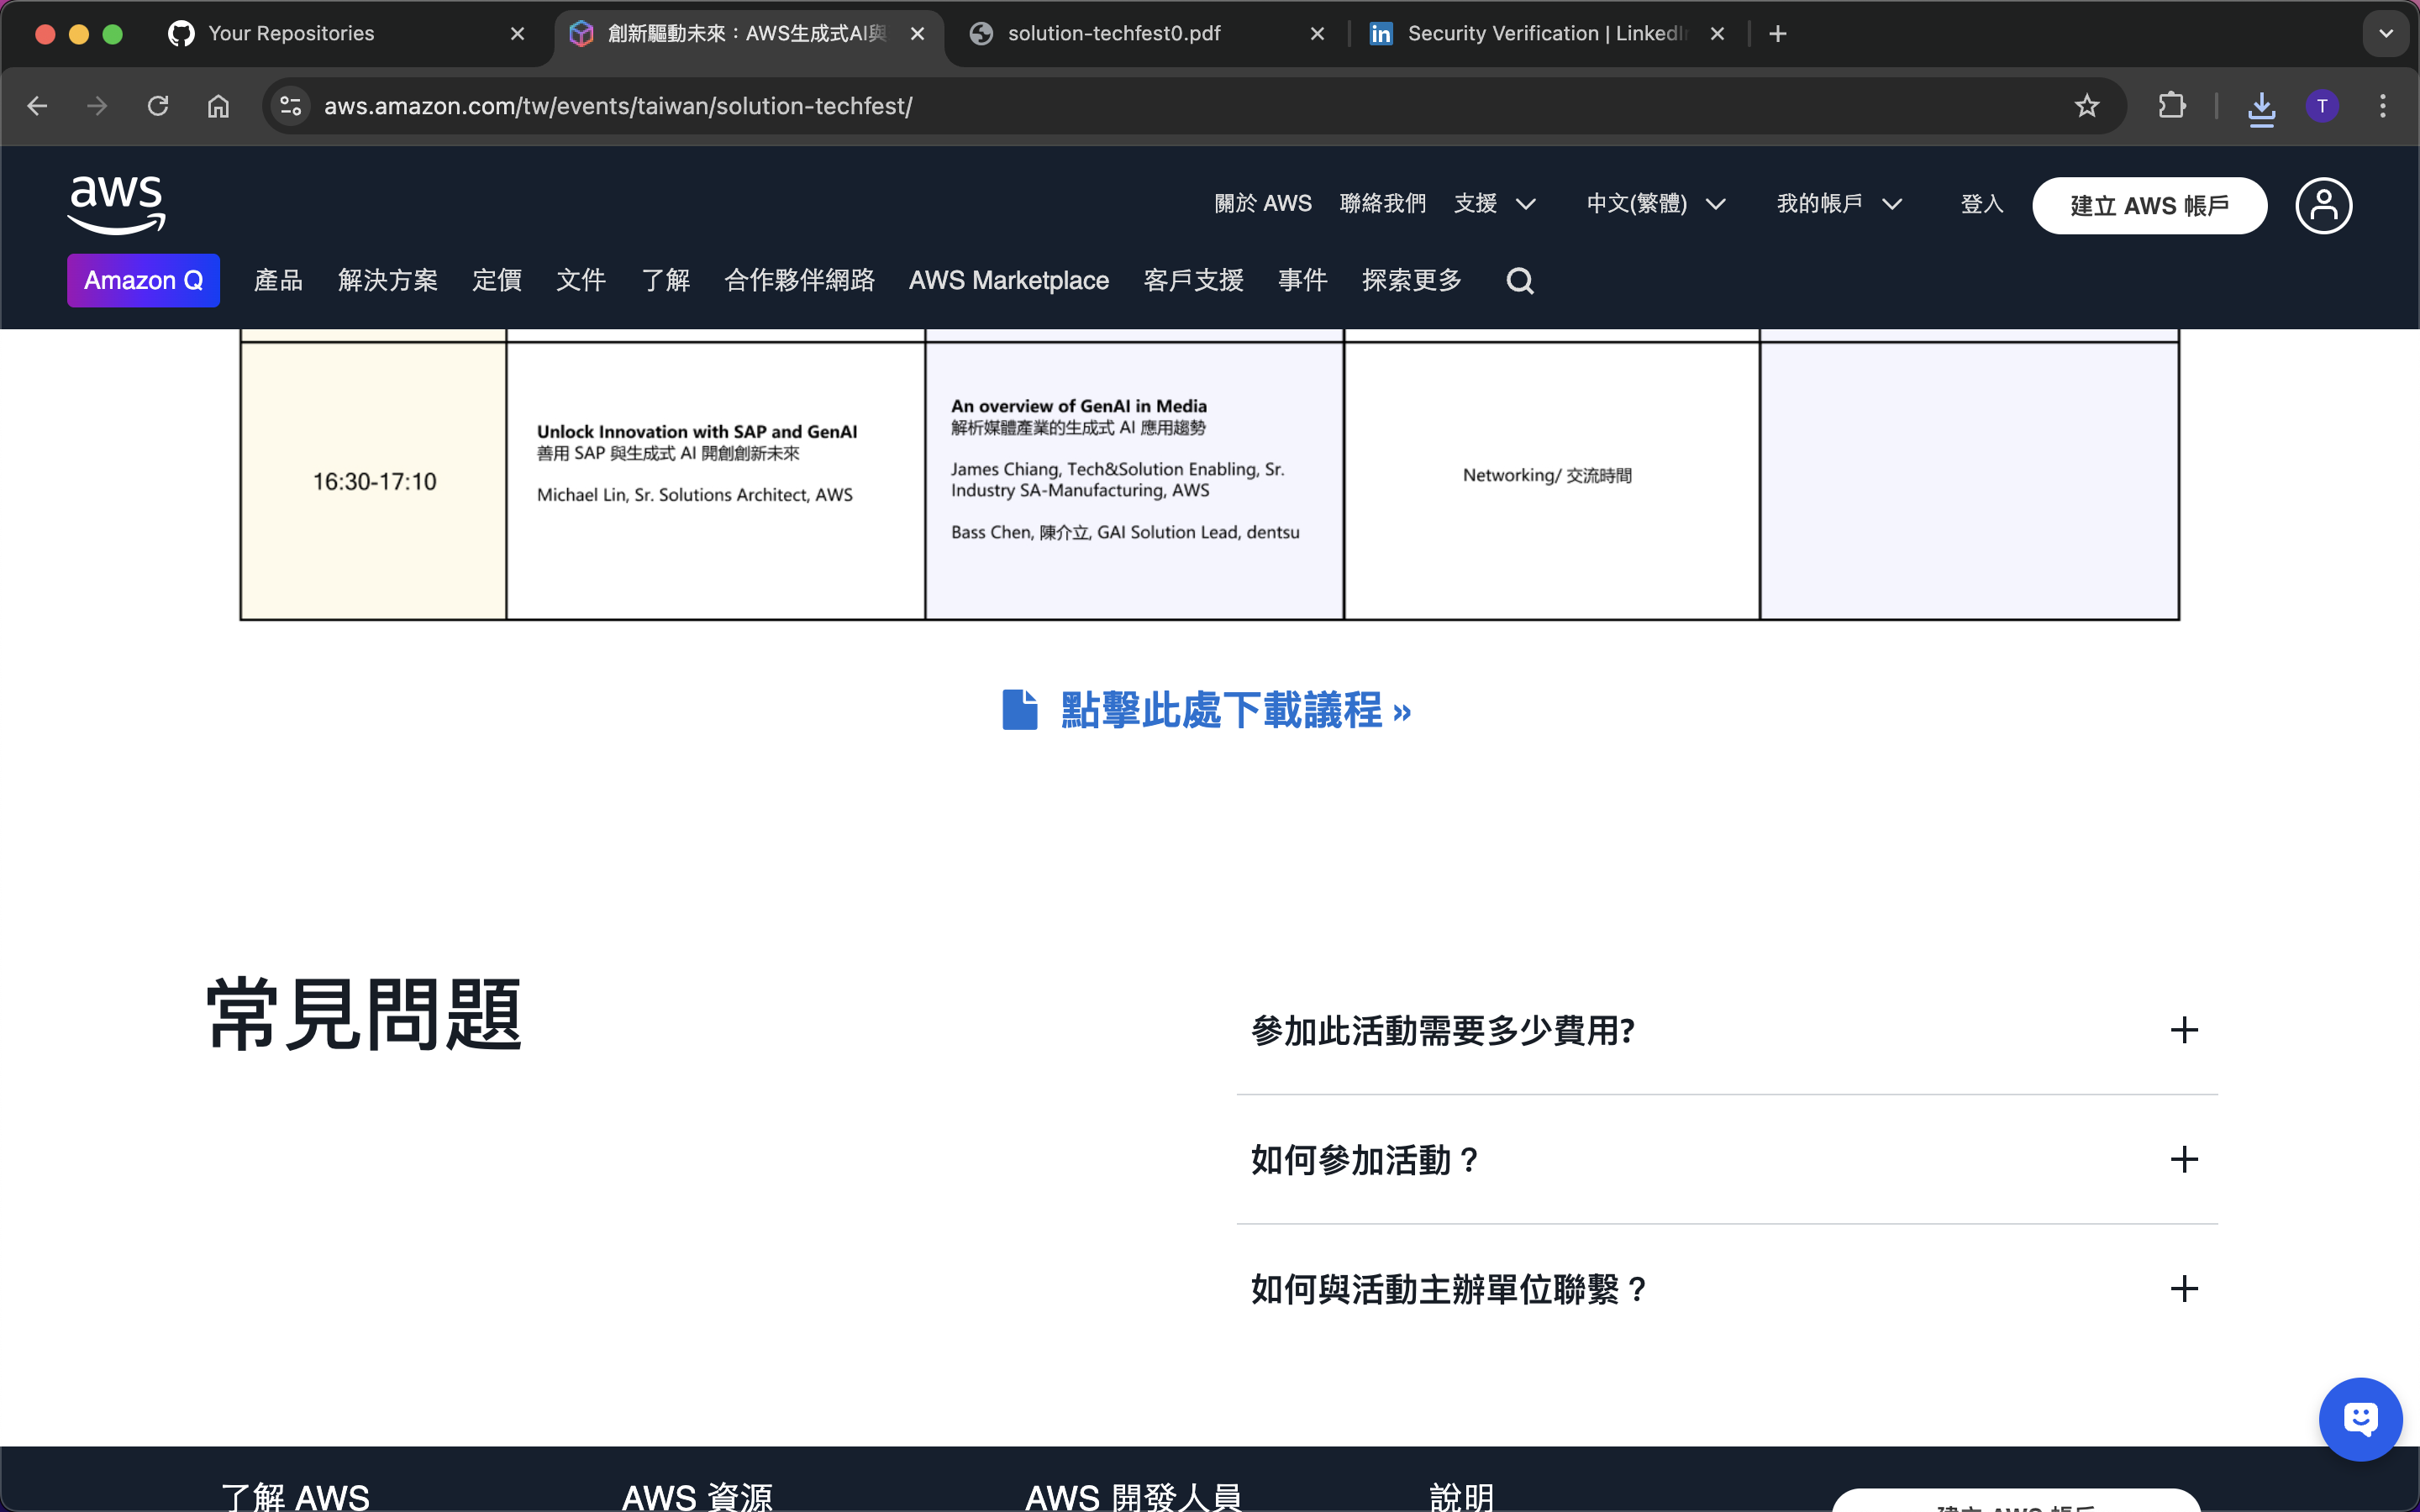 Your Repositories
創新驅動未來：AWS生成式AI與
solution-techfest0.pdf
Security Verification | LinkedIn
aws.amazon.com/tw/events/taiwan/solution-techfest/
T
aws
關於 AWS
聯絡我們
支援
中文(繁體)
我的帳戶
登入
建立 AWS 帳戶
Amazon Q
產品
解決方案
定價
文件
了解
合作夥伴網路
AWS Marketplace
客戶支援
事件
探索更多
16:30-17:10
Unlock Innovation with SAP and GenAI
善用 SAP 與生成式 AI 開創創新未來
Michael Lin, Sr. Solutions Architect, AWS
An overview of GenAI in Media
解析媒體產業的生成式 AI 應用趨勢
James Chiang, Tech&Solution Enabling, Sr.
Industry SA-Manufacturing, AWS
Bass Chen, 陳介立, GAI Solution Lead, dentsu
Networking/ 交流時間
點擊此處下載議程 »
常見問題
參加此活動需要多少費用?
如何參加活動？
如何與活動主辦單位聯繫？
了解 AWS
AWS 資源
AWS 開發人員
說明
建立 AWS 帳戶